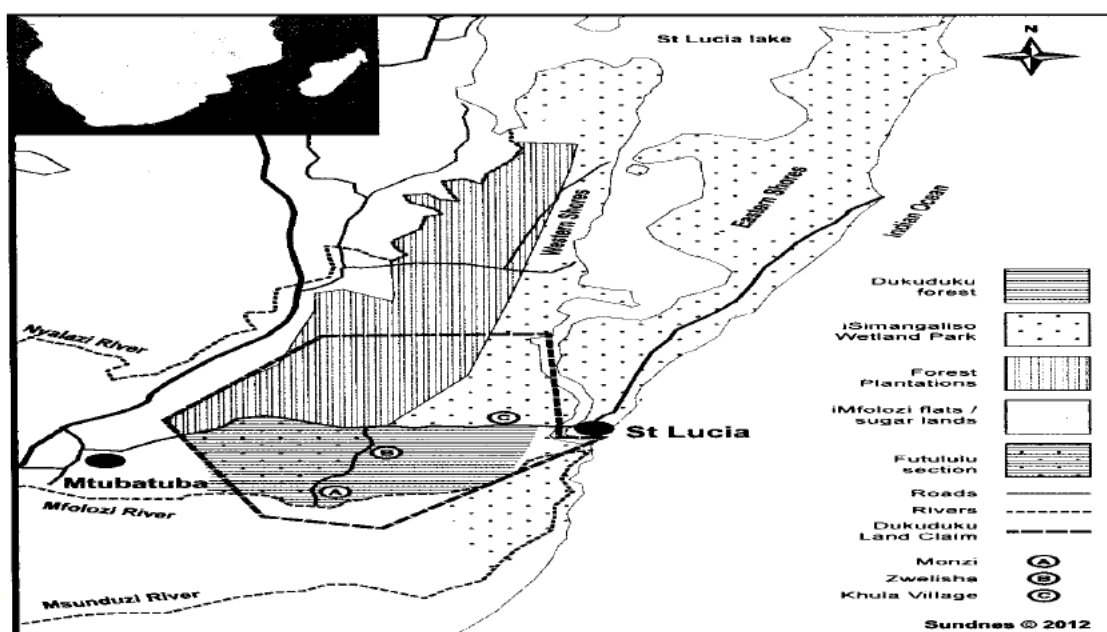 St Lucia lake
N
Western Shores
Eastern Shores
Indian Ocean
Nyalazi River
St Lucia
Mtubatuba
Mfolozi River
Msunduzi River
A
B
C
Dukuduku
forest
iSimangaliso
Wetland Park
Forest
Plantations
iMfolozi flats /
sugar lands
Futululu
section
Roads
Rivers
Dukuduku
Land Claim
Monzi A
Zwelisha B
Khula Village C
Sundnes © 2012